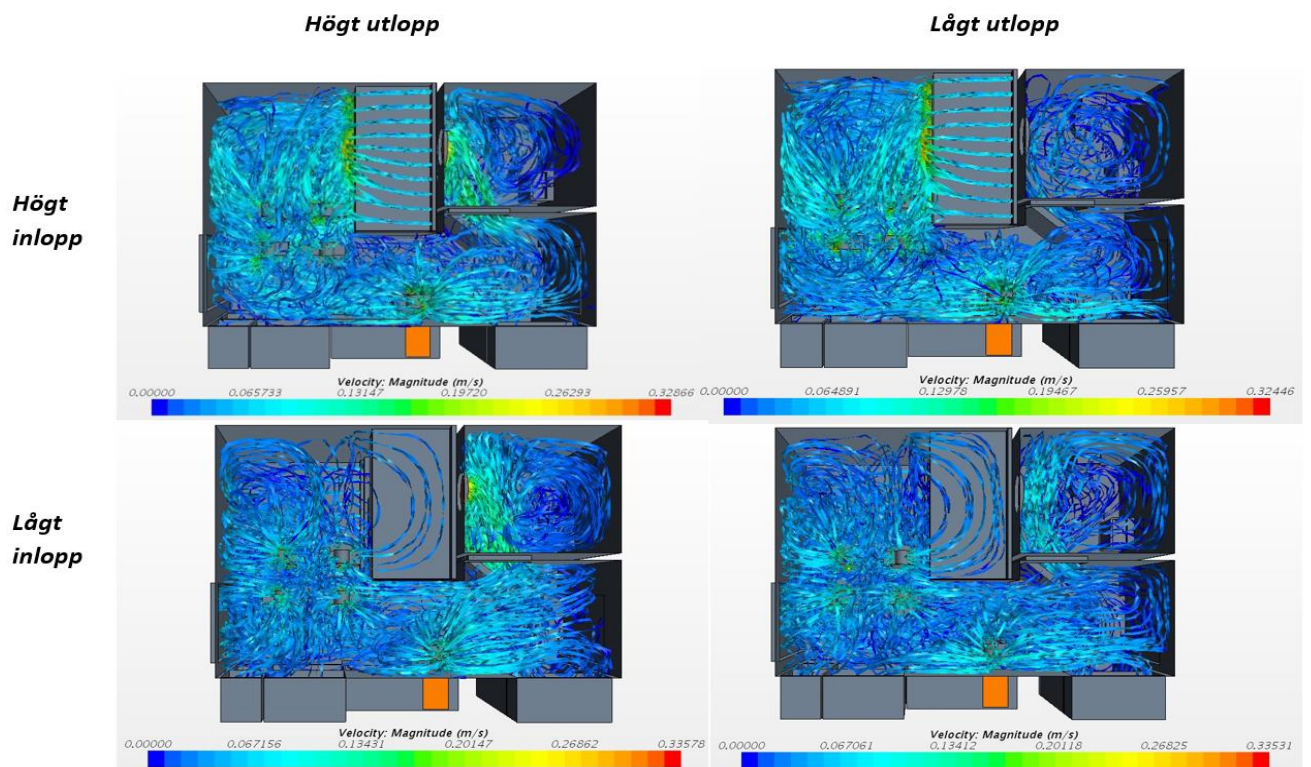 Högt utlopp
Lågt utlopp
Högt
inlopp
Velocity: Magnitude (m/s)
0.00000 0.065733 0.13147 0.19720 0.26293 0.32866
Velocity: Magnitude (m/s)
0.00000 0.064891 0.12978 0.19467 0.25957 0.32446
Lågt
inlopp
Velocity: Magnitude (m/s)
0.00000 0.067156 0.13431 0.20147 0.26862 0.33578
Velocity: Magnitude (m/s)
0.00000 0.067061 0.13412 0.20118 0.26825 0.33531